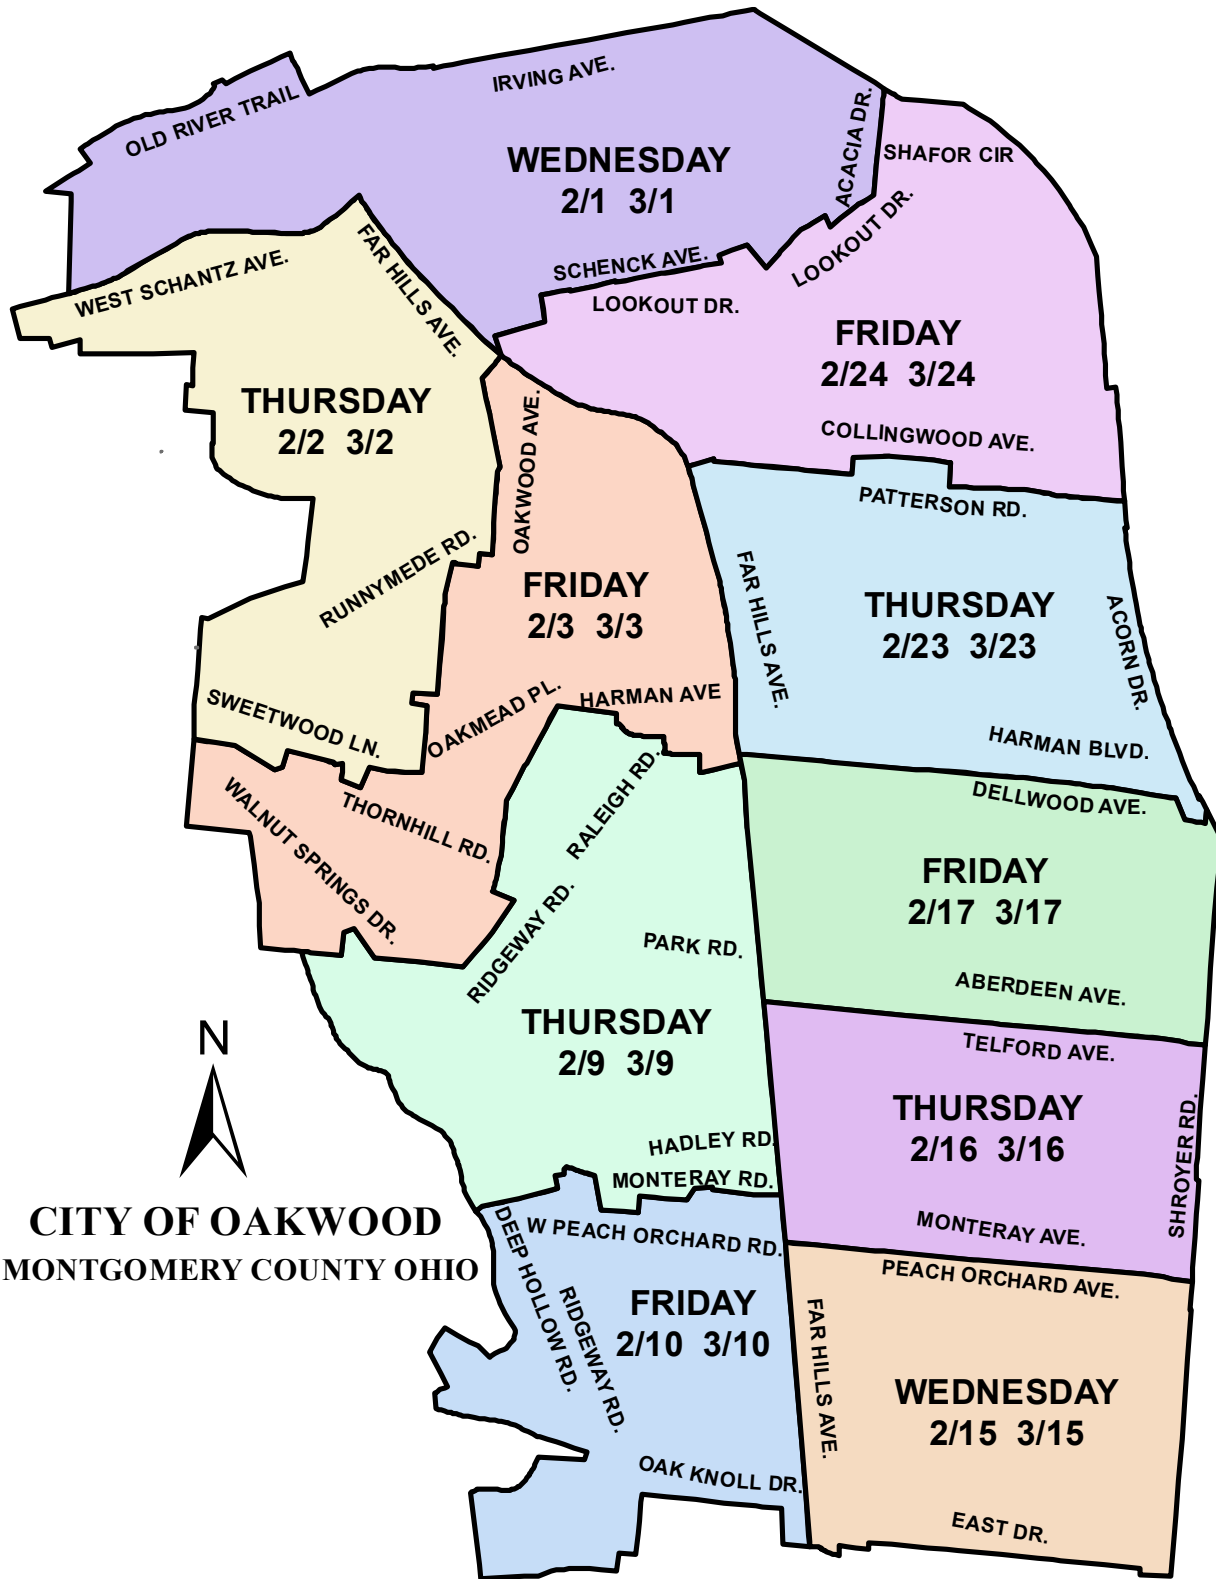 IRVING AVE.
OLD RIVER TRAIL
ACACIA DR.
SHAFOR CIR
WEDNESDAY
2/1 3/1
LOOKOUT DR.
SCHENCK AVE.
WEST SCHANTZ AVE.
FAR HILLS AVE.
LOOKOUT DR.
FRIDAY
2/24 3/24
THURSDAY
2/2 3/2
COLLINGWOOD AVE.
OAKWOOD AVE.
PATTERSON RD.
RUNNYMEDE RD.
FRIDAY
2/3 3/3
FAR HILLS AVE.
THURSDAY
2/23 3/23
ACORN DR.
SWEETWOOD LN.
OAKMEAD PL.
HARMAN AVE
HARMAN BLVD.
RALEIGH RD.
DELLWOOD AVE.
THORNHILL RD.
WALNUT SPRINGS DR.
FRIDAY
2/17 3/17
RIDGEWAY RD.
PARK RD.
ABERDEEN AVE.
THURSDAY
2/9 3/9
N
TELFORD AVE.
THURSDAY
2/16 3/16
SHROYER RD.
HADLEY RD.
MONTERAY RD.
CITY OF OAKWOOD
MONTGOMERY COUNTY OHIO
W PEACH ORCHARD RD.
MONTERAY AVE.
DEEP HOLLOW RD.
RIDGEWAY RD.
FRIDAY
2/10 3/10
PEACH ORCHARD AVE.
FAR HILLS AVE.
WEDNESDAY
2/15 3/15
OAK KNOLL DR.
EAST DR.